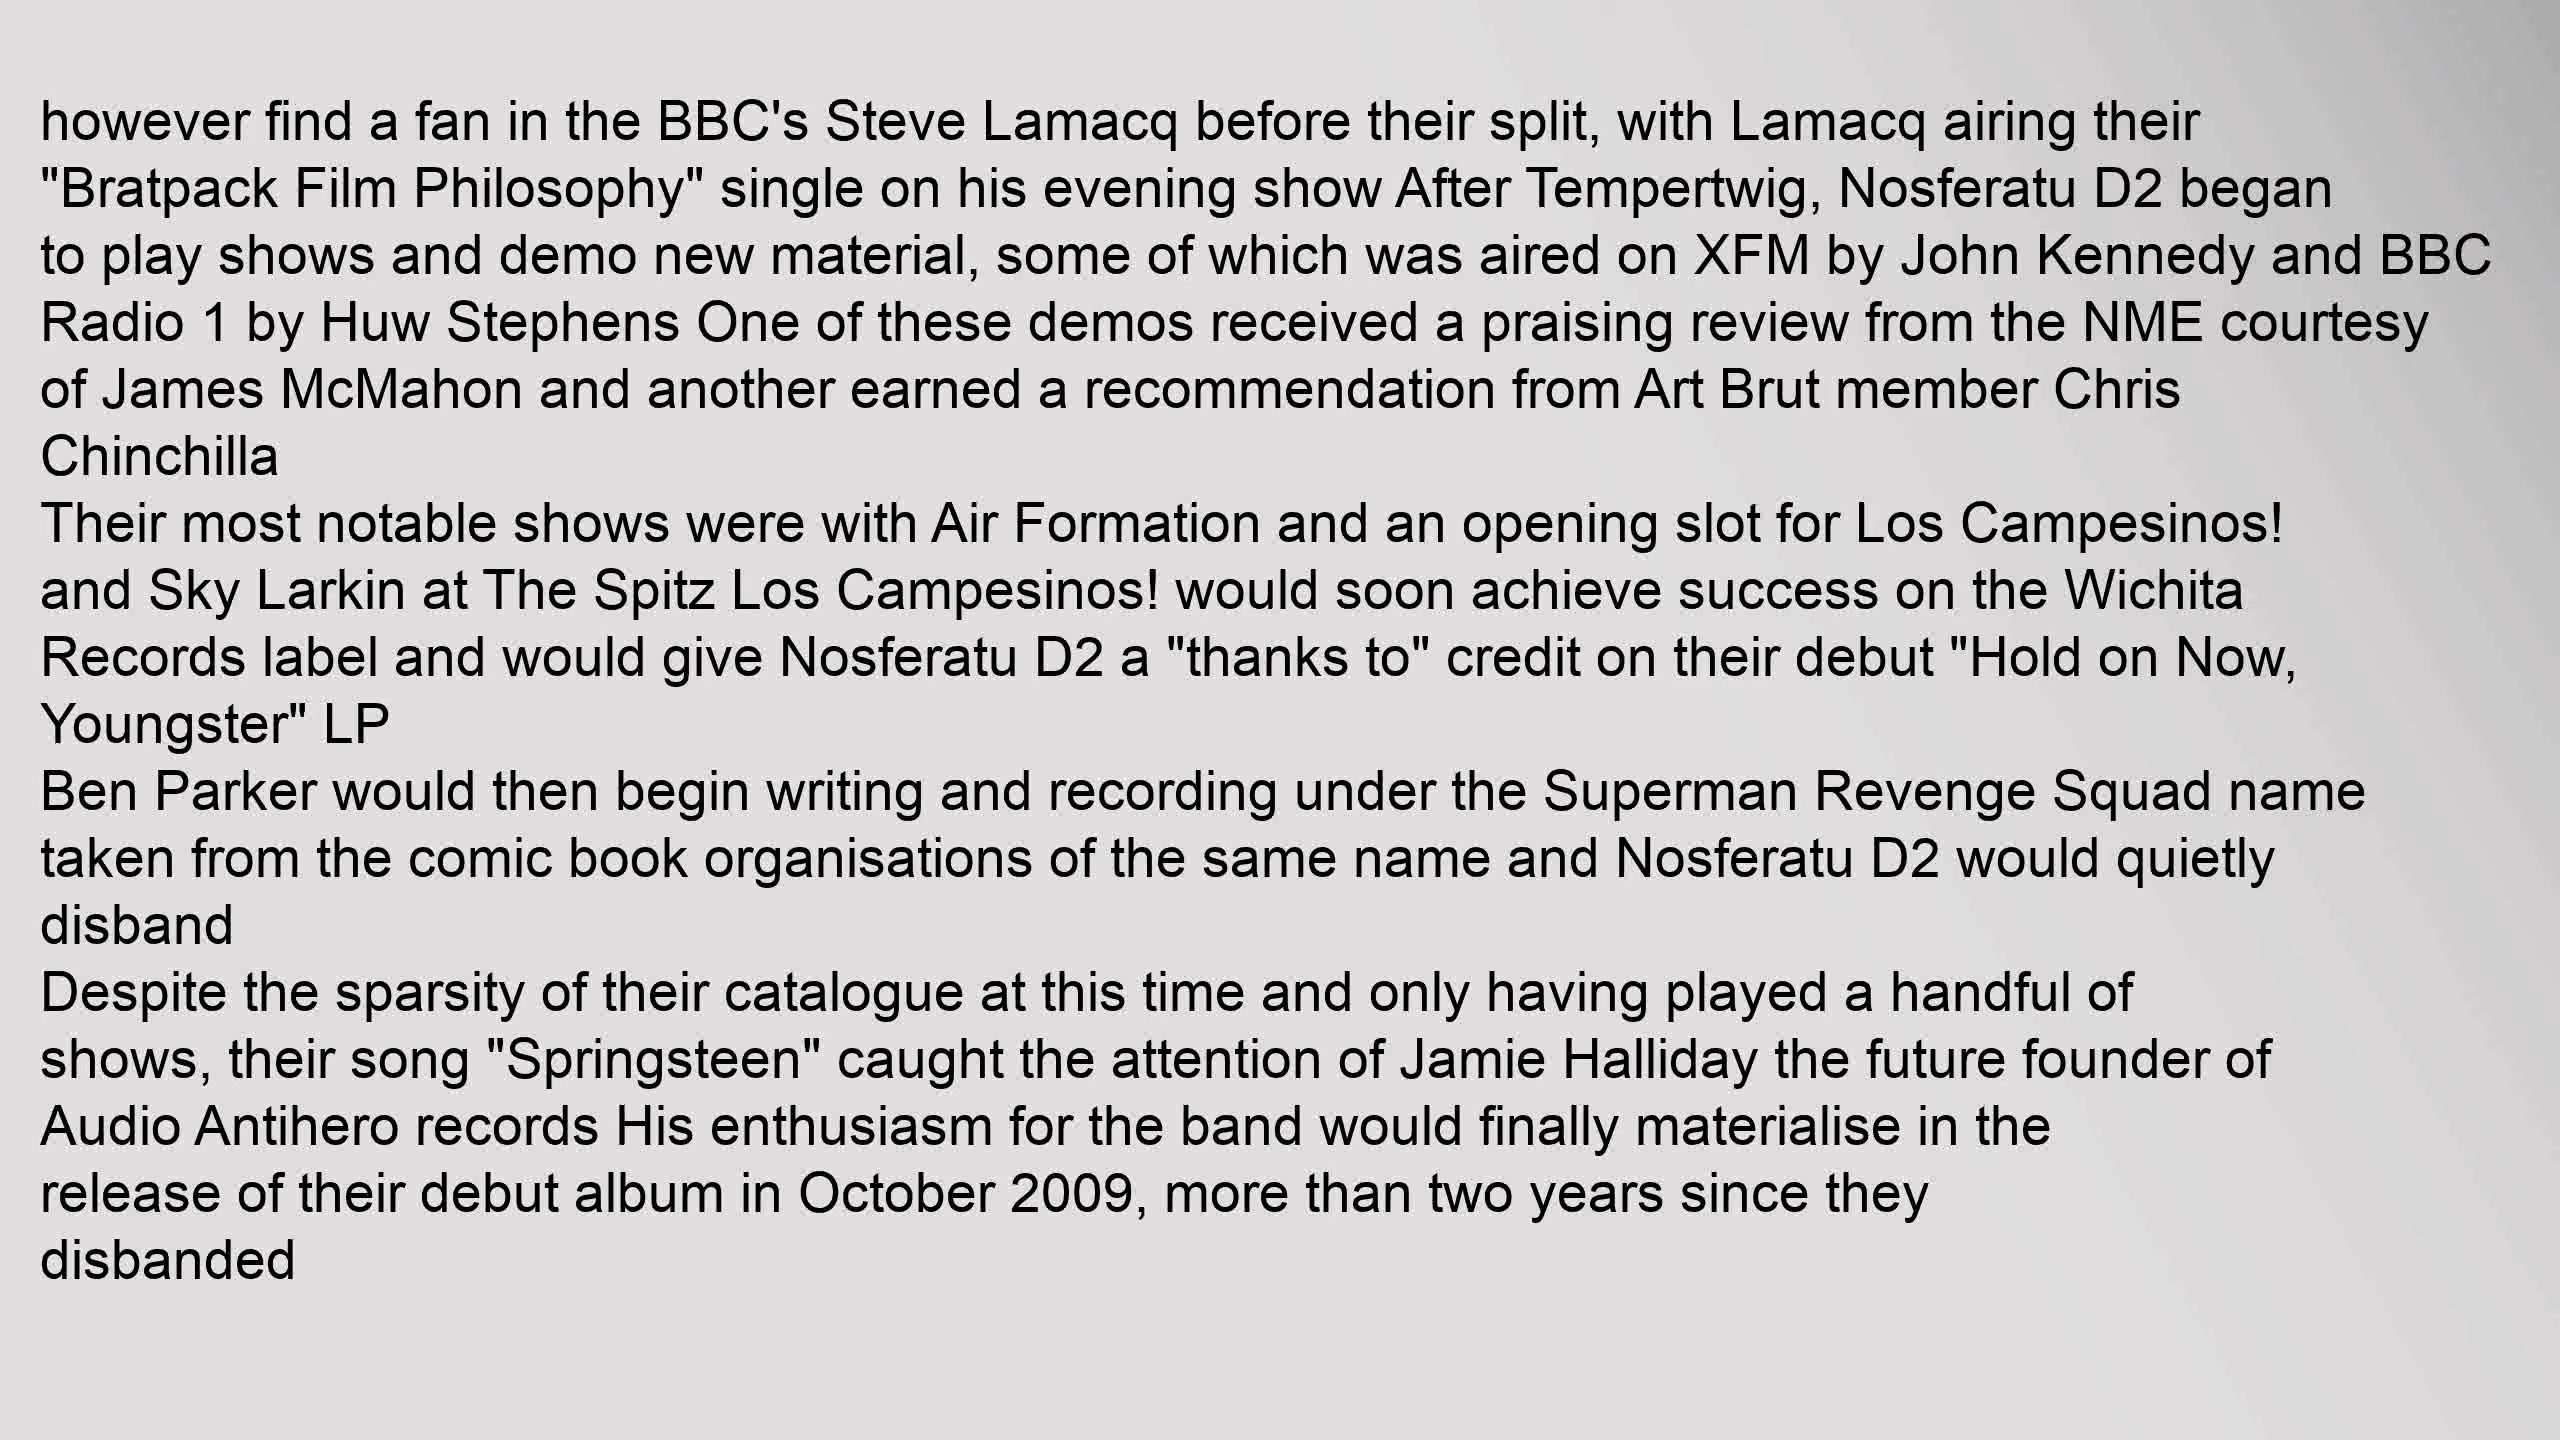 however find a fan in the BBC's Steve Lamacq before their split, with Lamacq airing their
"Bratpack Film Philosophy" single on his evening show After Tempertwig, Nosferatu D2 began
to play shows and demo new material, some of which was aired on XFM by John Kennedy and BBC
Radio 1 by Huw Stephens One of these demos received a praising review from the NME courtesy
of James McMahon and another earned a recommendation from Art Brut member Chris
Chinchilla
Their most notable shows were with Air Formation and an opening slot for Los Campesinos!
and Sky Larkin at The Spitz Los Campesinos! would soon achieve success on the Wichita
Records label and would give Nosferatu D2 a "thanks to" credit on their debut "Hold on Now,
Youngster" LP
Ben Parker would then begin writing and recording under the Superman Revenge Squad name
taken from the comic book organisations of the same name and Nosferatu D2 would quietly
disband
Despite the sparsity of their catalogue at this time and only having played a handful of
shows, their song "Springsteen" caught the attention of Jamie Halliday the future founder of
Audio Antihero records His enthusiasm for the band would finally materialise in the
release of their debut album in October 2009, more than two years since they
disbanded